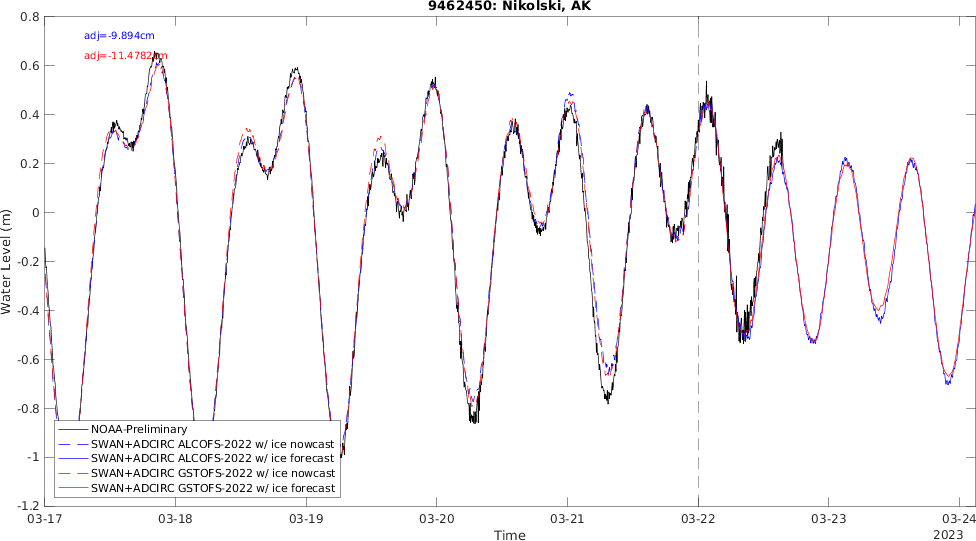 9462450: Nikolski, AK
adj=-9.894cm
adj=-11.4782cm
Water Level (m)
0.8
0.6
0.4
0.2
0
-0.2
-0.4
-0.6
-0.8
-1
-1.2
NOAA-Preliminary
SWAN+ADCIRC ALCOFS-2022 w/ ice nowcast
SWAN+ADCIRC ALCOFS-2022 w/ ice forecast
SWAN+ADCIRC GSTOFS-2022 w/ ice nowcast
SWAN+ADCIRC GSTOFS-2022 w/ ice forecast
03-17 03-18 03-19 03-20 03-21 03-22 03-23 03-24
Time
2023